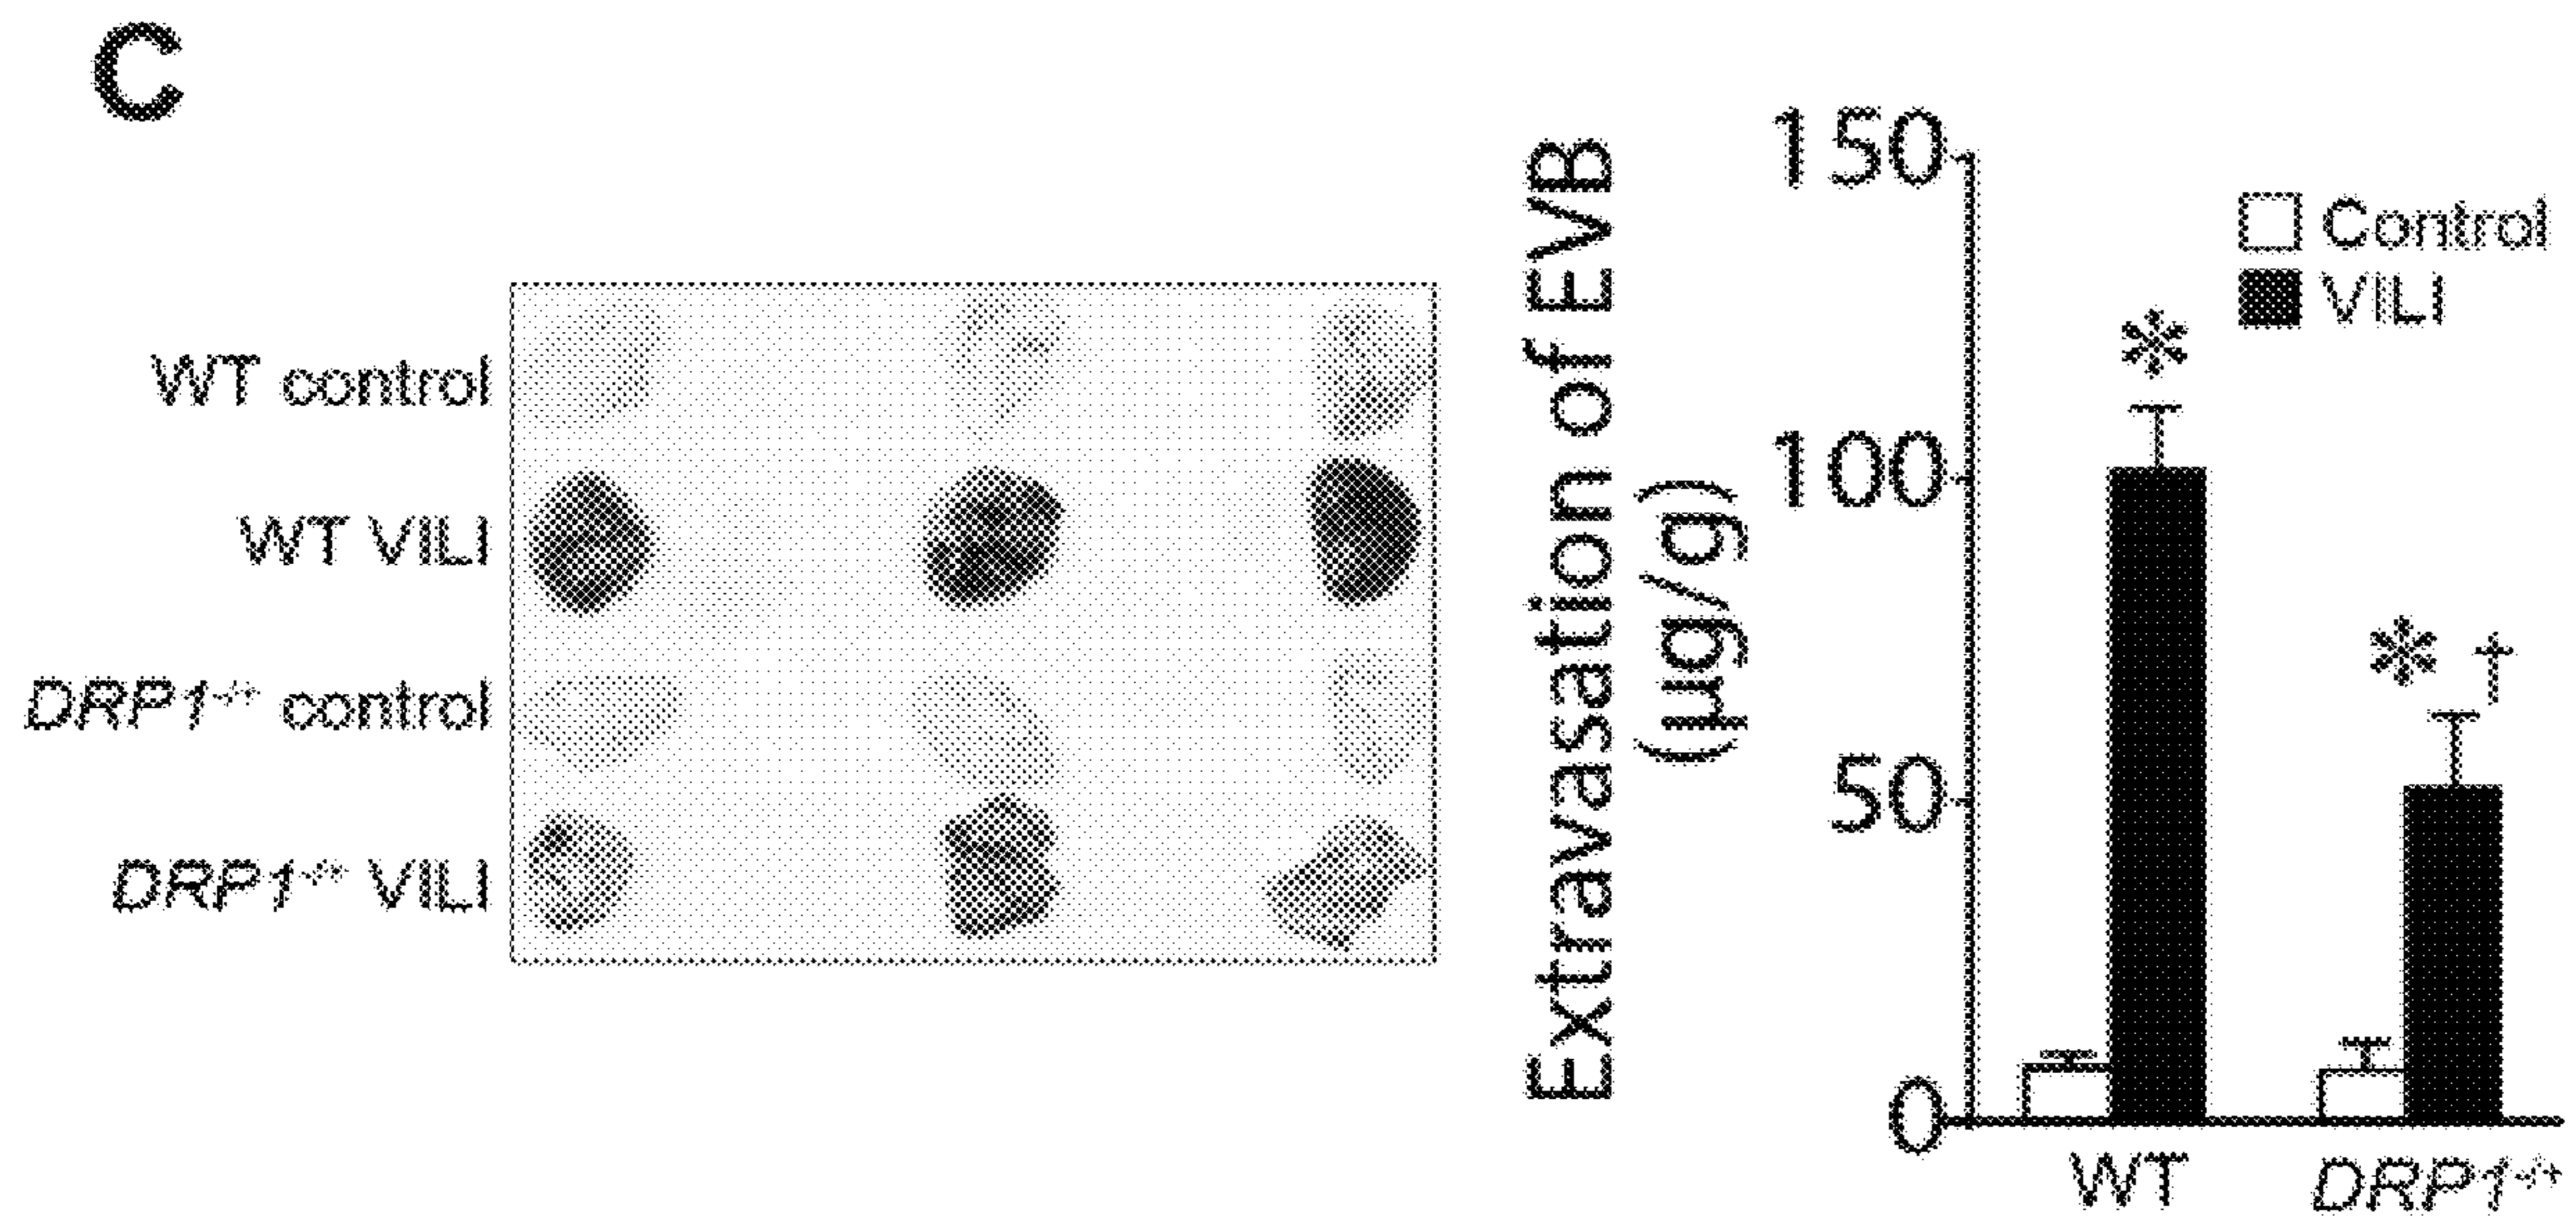 C
WT control
WT VILI
DRP1-/+ control
DRP1-/+ VILI
Extravasation of EVB
(µg/g)
150
100
50
0
Control
VILI
*
* †
WT
DRP1-/+